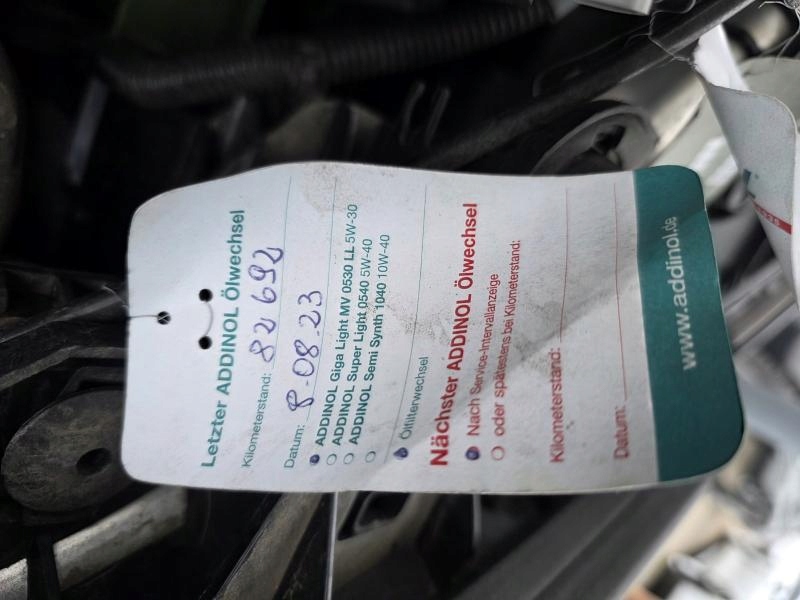 Letzter ADDINOL Ölwechsel
Kilometerstand: 82692
Datum: 8.08.23
ADDINOL Giga Light MV 0530 LL 5W-30
ADDINOL Super Light 0540 5W-40
ADDINOL Semi Synth 1040 10W-40
Ölfilterwechsel
Nächster ADDINOL Ölwechsel
Nach Service-Intervallanzeige
oder spätestens bei Kilometerstand:
Kilometerstand:
Datum:
www.addinol.de